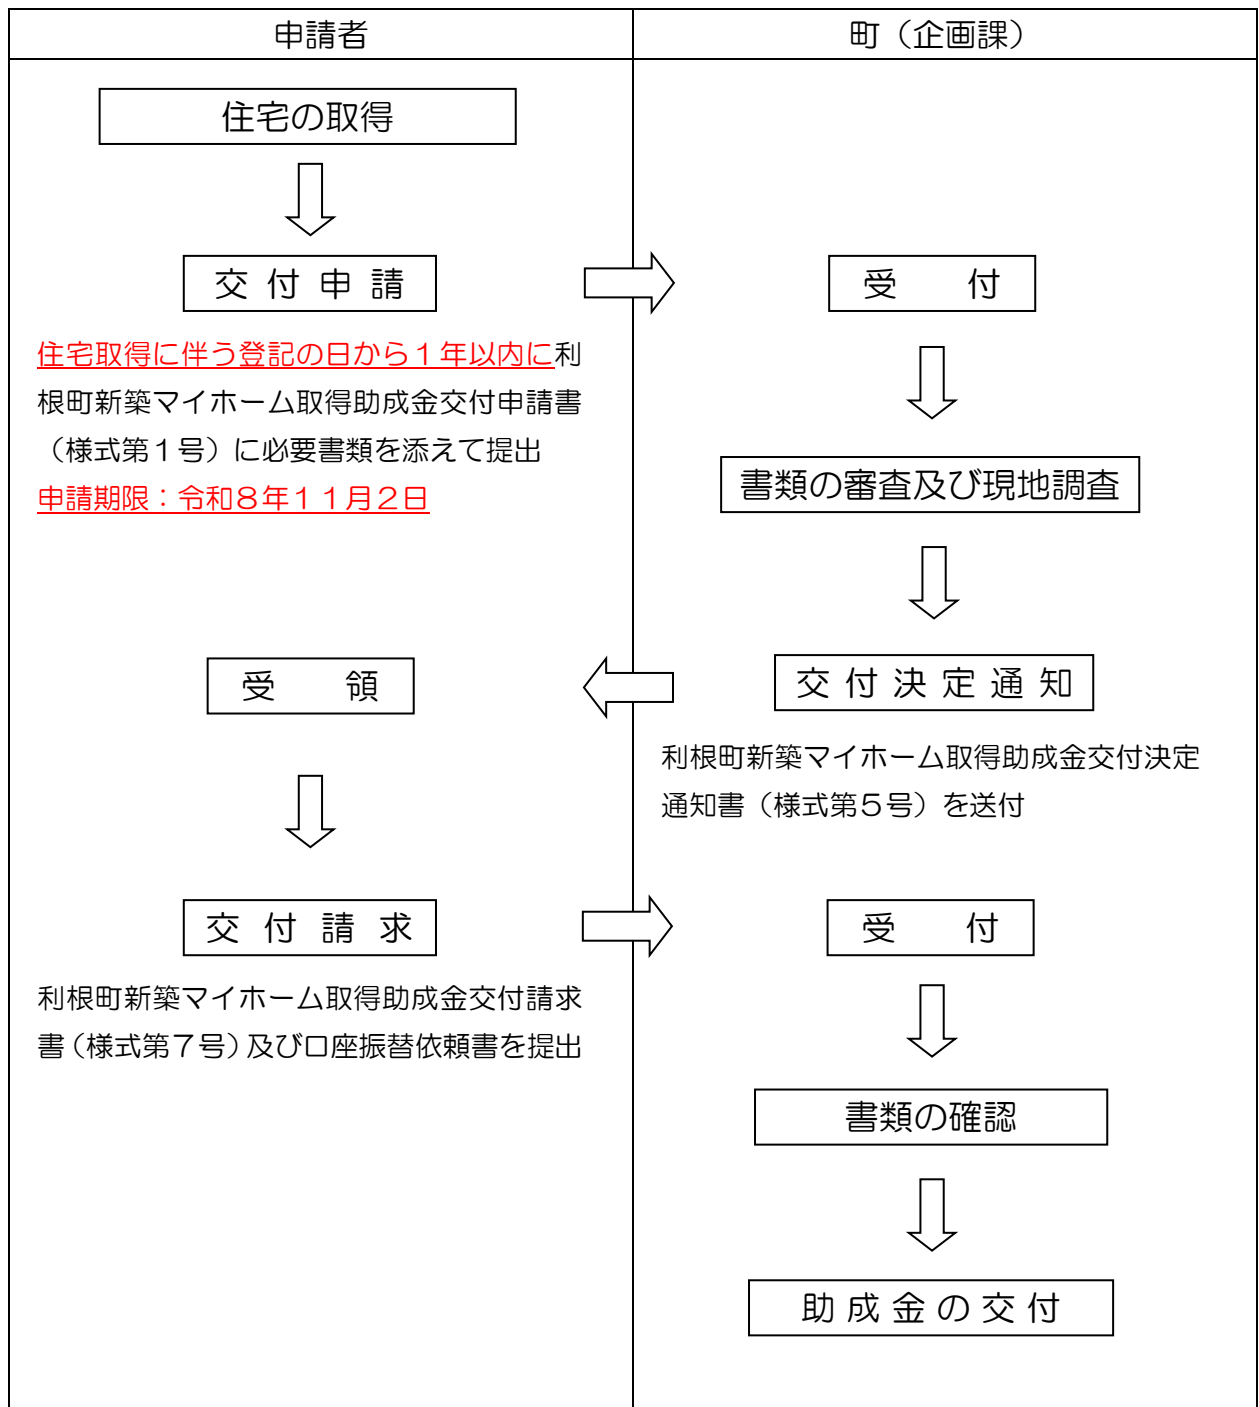 申請者
町（企画課）
住宅の取得
交付申請
受　付
住宅取得に伴う登記の日から１年以内に利
根町新築マイホーム取得助成金交付申請書
（様式第１号）に必要書類を添えて提出
申請期限：令和８年１１月２日
書類の審査及び現地調査
受　領
交付決定通知
利根町新築マイホーム取得助成金交付決定
通知書（様式第５号）を送付
交付請求
受　付
利根町新築マイホーム取得助成金交付請求
書（様式第７号）及び口座振替依頼書を提出
書類の確認
助成金の交付